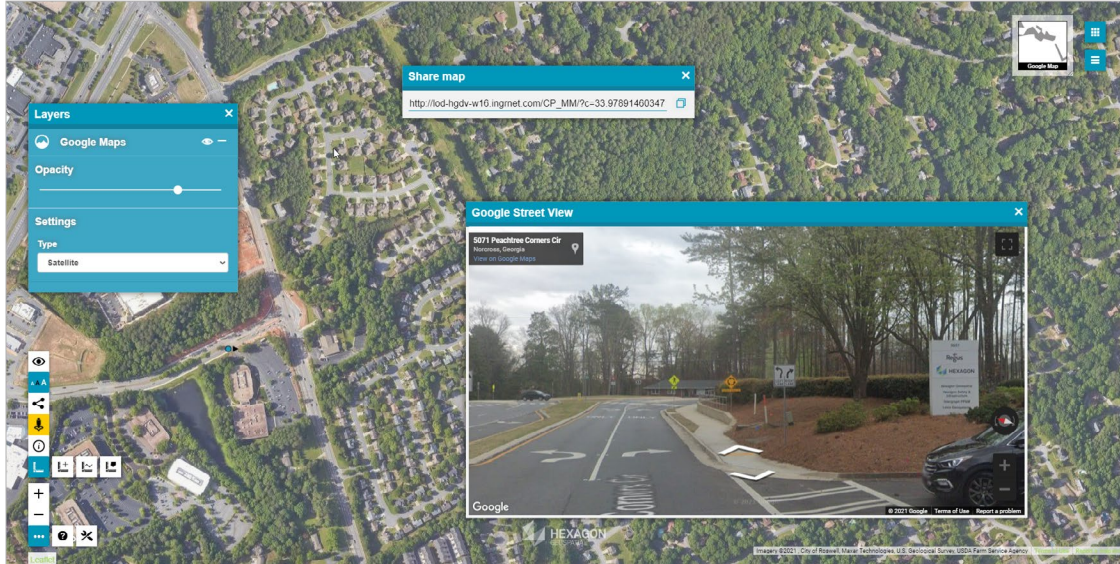 Share map
http://lod-hgdv-w16.ingrnet.com/CP_MM/?c=33.97891460347
Google Map
Layers
Google Maps
Opacity
Settings
Type
Satellite
Google Street View
5071 Peachtree Corners Cir
Norcross, Georgia
View on Google Maps
Regus
HEXAGON
Google
© 2021 Google
Terms of Use
Report a problem
A A A
HEXAGON
Imagery ©2021 , City of Roswell, Maxar Technologies, U.S. Geological Survey, USDA Farm Service Agency
Leaflet